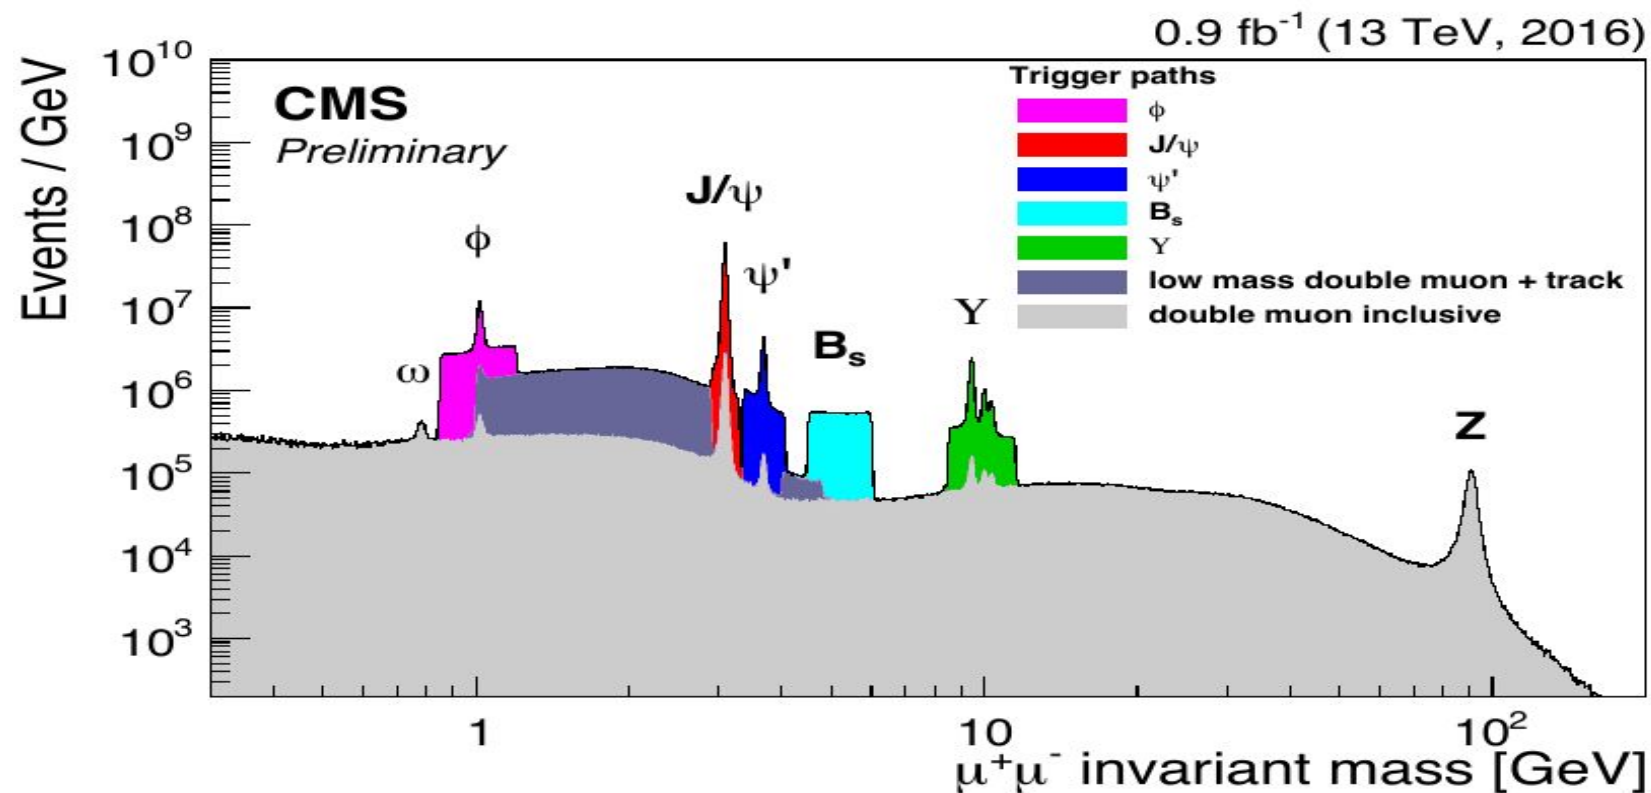 0.9 fb⁻¹ (13 TeV, 2016)
Events / GeV
10¹⁰
10⁹
10⁸
10⁷
10⁶
10⁵
10⁴
10³
CMS
Preliminary
Trigger paths
ϕ
J/ψ
ψ'
Bₛ
Υ
low mass double muon + track
double muon inclusive
ω
ϕ
J/ψ
ψ'
Bₛ
Υ
Z
1
10
10²
μ⁺μ⁻ invariant mass [GeV]